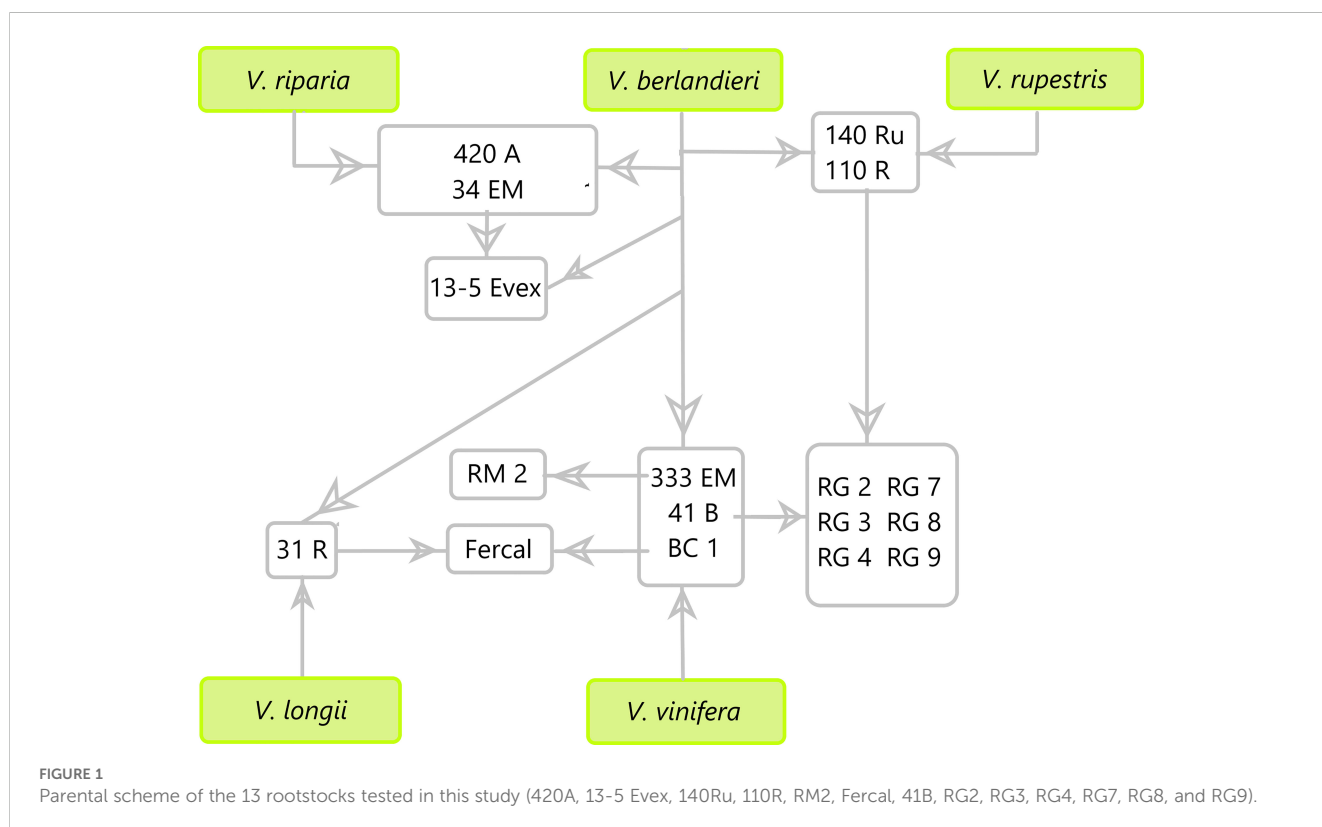 V. riparia
V. berlandieri
V. rupestris
420 A
34 EM
140 Ru
110 R
13-5 Evex
RM 2
333 EM
41 B
BC 1
RG 2 RG 7
RG 3 RG 8
RG 4 RG 9
31 R
Fercal
V. longii
V. vinifera
FIGURE 1
Parental scheme of the 13 rootstocks tested in this study (420A, 13-5 Evex, 140Ru, 110R, RM2, Fercal, 41B, RG2, RG3, RG4, RG7, RG8, and RG9).